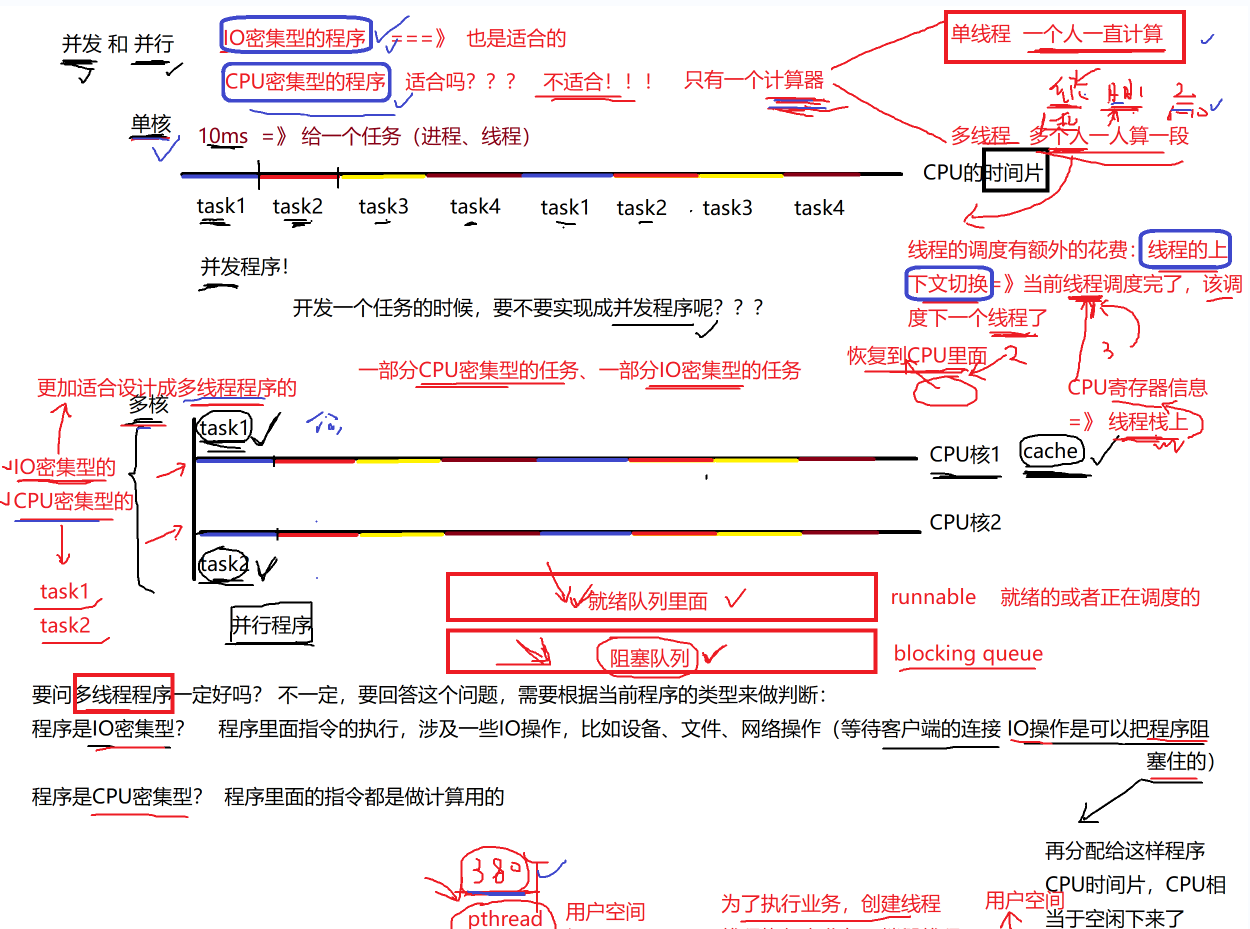 并发 和 并行
IO密集型的程序 ===》 也是适合的
CPU密集型的程序 适合吗？？？ 不适合！！！ 只有一个计算器
单线程 一个人一直计算
多线程 多个人一人算一段
单核 10ms =》 给一个任务（进程、线程）
CPU的时间片
task1 task2 task3 task4 task1 task2 task3 task4
并发程序！
开发一个任务的时候，要不要实现成并发程序呢？？？
线程的调度有额外的花费：线程的上
下文切换=》当前线程调度完了，该调
度下一个线程了
恢复到CPU里面 2
3
CPU寄存器信息
=》 线程栈上
一部分CPU密集型的任务、一部分IO密集型的任务
更加适合设计成多线程程序的
多核
task1
IO密集型的
CPU密集型的
CPU核1 cache
CPU核2
task2
task1
task2
并行程序
就绪队列里面 runnable 就绪的或者正在调度的
阻塞队列 blocking queue
要问多线程程序一定好吗？ 不一定，要回答这个问题，需要根据当前程序的类型来做判断：
程序是IO密集型？ 程序里面指令的执行，涉及一些IO操作，比如设备、文件、网络操作（等待客户端的连接 IO操作是可以把程序阻
塞住的）
程序是CPU密集型？ 程序里面的指令都是做计算用的
再分配给这样程序
CPU时间片，CPU相
当于空闲下来了
380
pthread 用户空间
为了执行业务，创建线程
用户空间